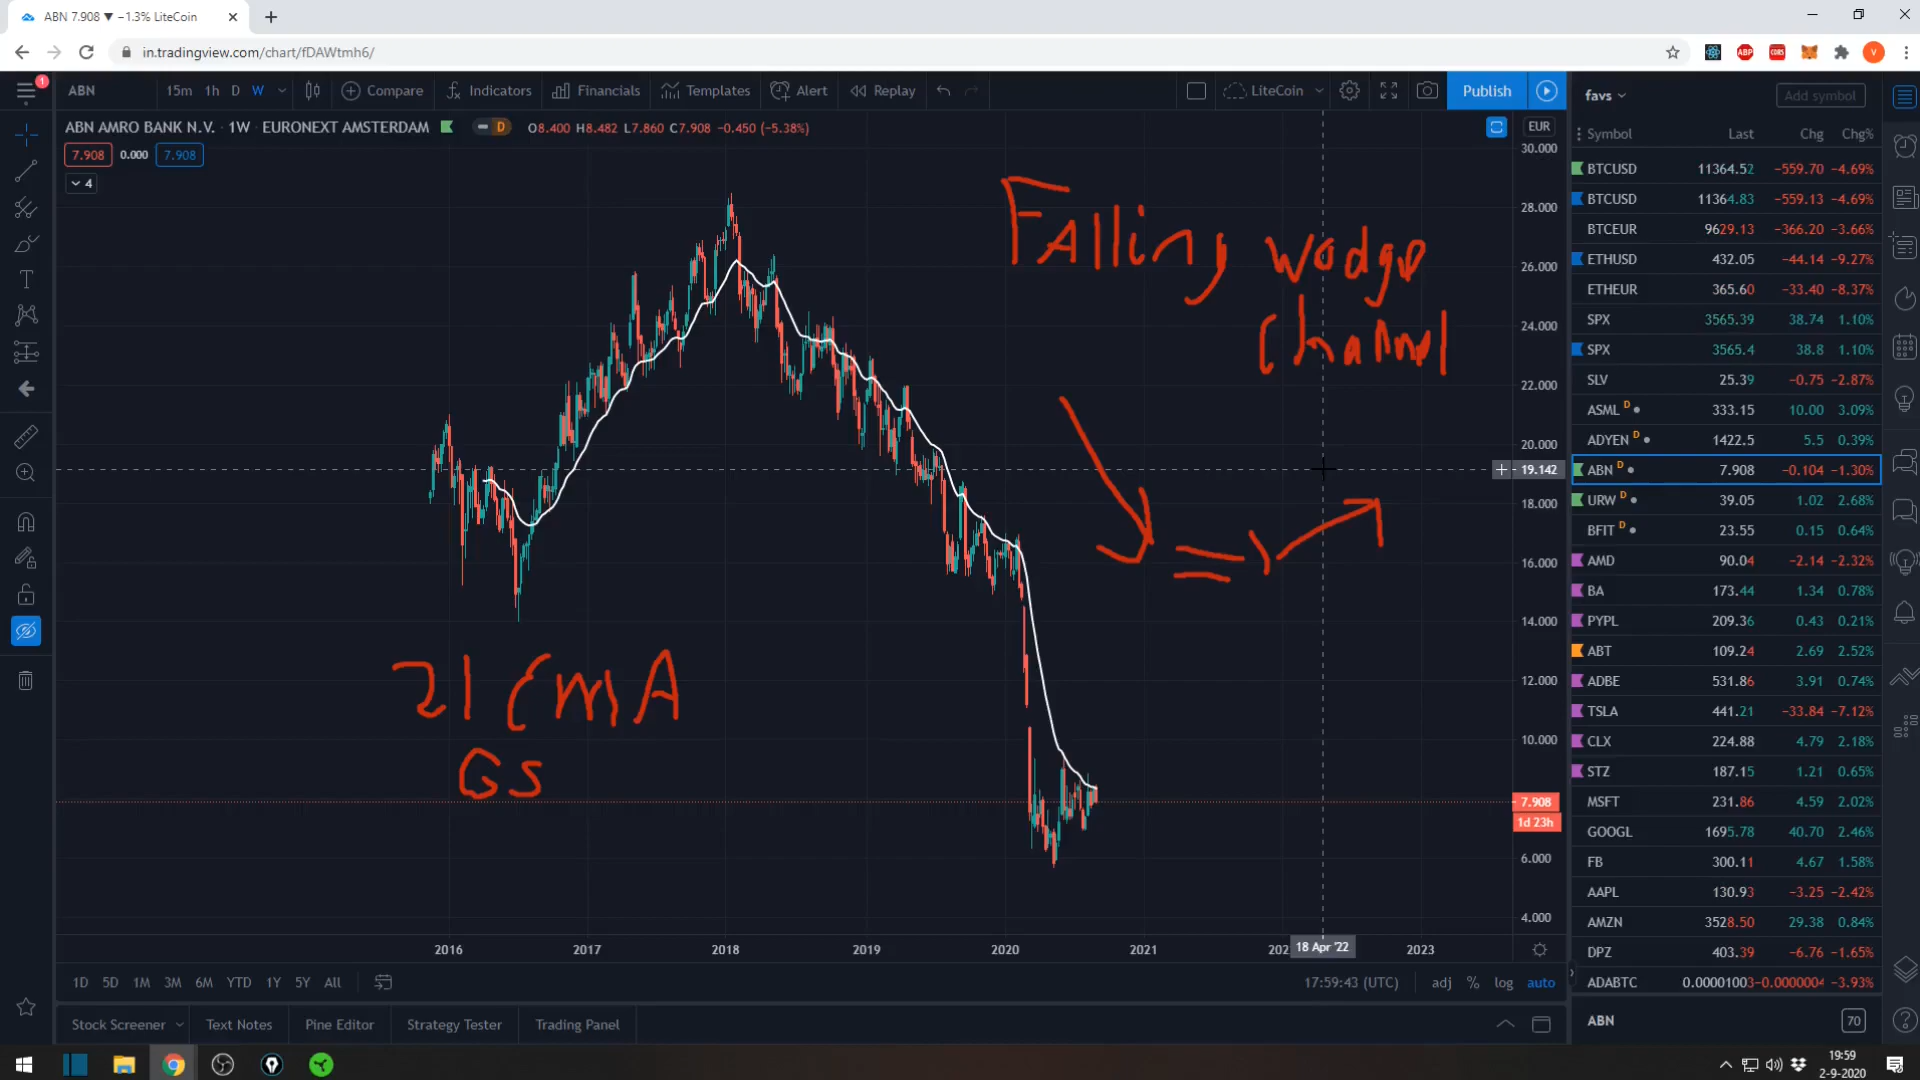 ABN 7.908 ▼ −1.3% LiteCoin
in.tradingview.com/chart/fDAWtmh6/
ABP
V
1
ABN 15m 1h D W Compare Indicators Financials Templates Alert Replay LiteCoin Publish
favs Add symbol
ABN AMRO BANK N.V. · 1W · EURONEXT AMSTERDAM D O8.400 H8.482 L7.860 C7.908 −0.450 (−5.38%)
7.908 0.000 7.908
4
EUR
30.000
28.000
26.000
24.000
22.000
20.000
19.142
18.000
16.000
14.000
12.000
10.000
7.908
1d 23h
6.000
4.000
Falling wedge
channel
21 EMA
GS
2016 2017 2018 2019 2020 2021 18 Apr '22 2023
1D 5D 1M 3M 6M YTD 1Y 5Y All 17:59:43 (UTC) adj % log auto
Stock Screener Text Notes Pine Editor Strategy Tester Trading Panel
Symbol Last Chg Chg%
BTCUSD 11364.52 −559.70 −4.69%
BTCUSD 11364.83 −559.13 −4.69%
BTCEUR 9629.13 −366.20 −3.66%
ETHUSD 432.05 −44.14 −9.27%
ETHEUR 365.60 −33.40 −8.37%
SPX 3565.39 38.74 1.10%
SPX 3565.4 38.8 1.10%
SLV 25.39 −0.75 −2.87%
ASML D 333.15 10.00 3.09%
ADYEN D 1422.5 5.5 0.39%
ABN D 7.908 −0.104 −1.30%
URW D 39.05 1.02 2.68%
BFIT D 23.55 0.15 0.64%
AMD 90.04 −2.14 −2.32%
BA 173.44 1.34 0.78%
PYPL 209.36 0.43 0.21%
ABT 109.24 2.69 2.52%
ADBE 531.86 3.91 0.74%
TSLA 441.21 −33.84 −7.12%
CLX 224.88 4.79 2.18%
STZ 187.15 1.21 0.65%
MSFT 231.86 4.59 2.02%
GOOGL 1695.78 40.70 2.46%
FB 300.11 4.67 1.58%
AAPL 130.93 −3.25 −2.42%
AMZN 3528.50 29.38 0.84%
DPZ 403.39 −6.76 −1.65%
ADABTC 0.00001003 −0.0000004 −3.93%
ABN 70
19:59
2-9-2020